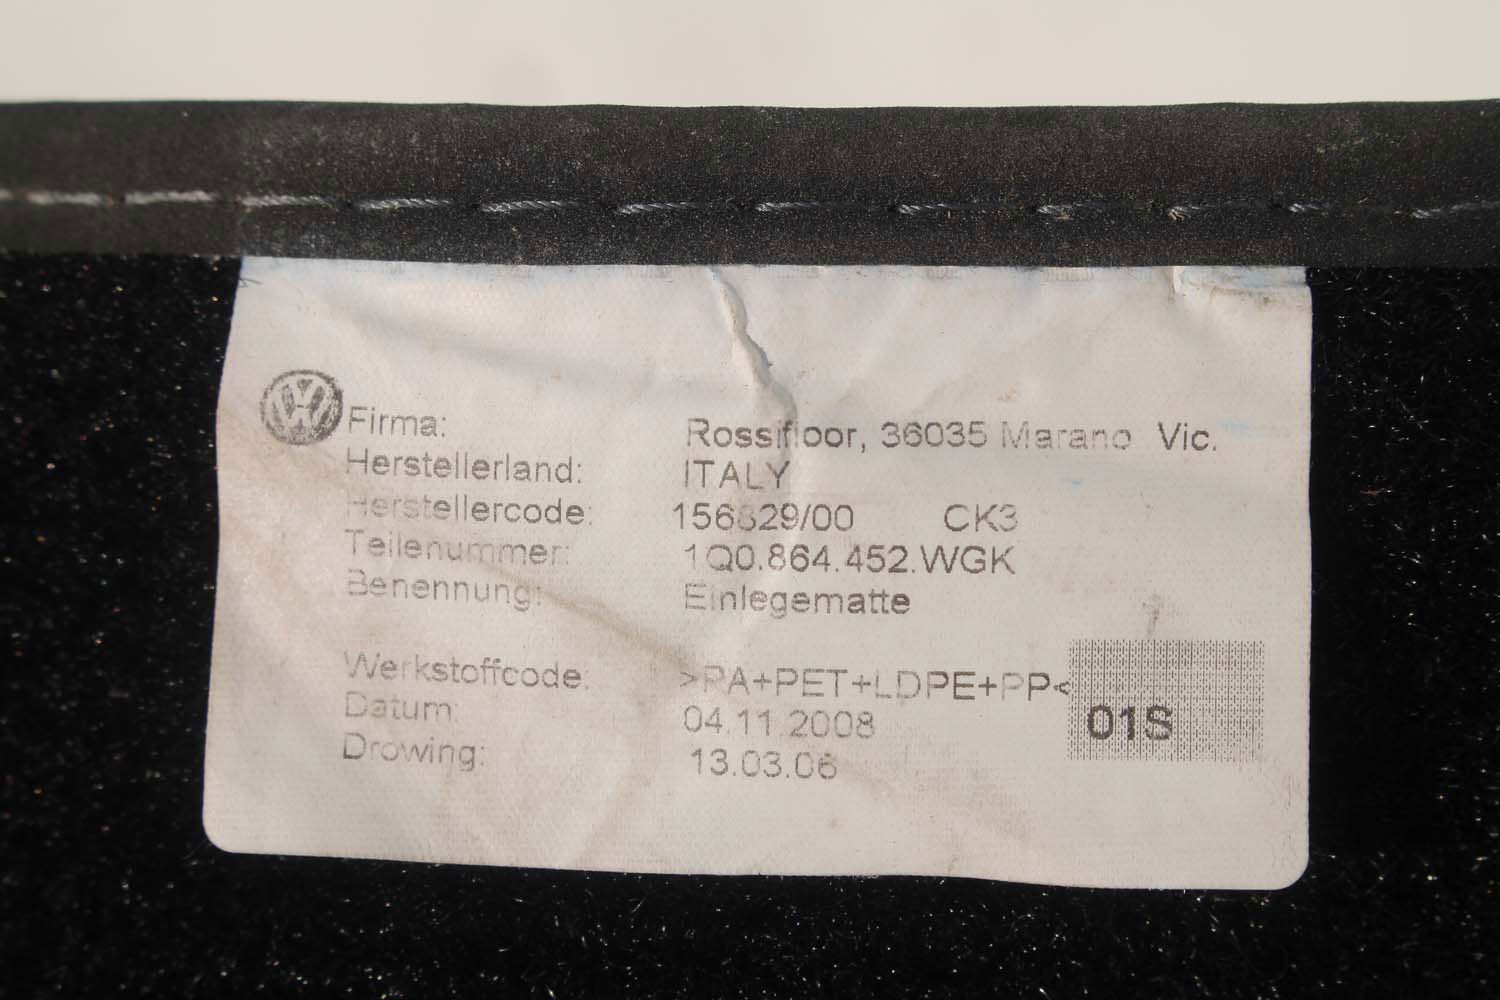 Firma: Rossifloor, 36035 Marano Vic.
Herstellerland: ITALY
Herstellercode: 156829/00 CK3
Teilenummer: 1Q0.864.452.WGK
Benennung: Einlegematte
Werkstoffcode: >PA+PET+LDPE+PP<
Datum: 04.11.2008 01S
Drowing: 13.03.06